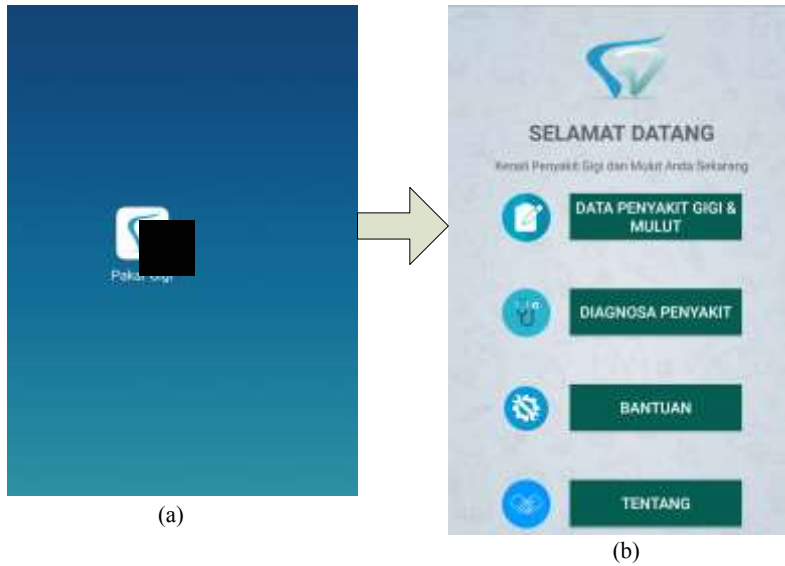 Pakar Gigi
(a)
SELAMAT DATANG
Kenali Penyakit Gigi dan Mulut Anda Sekarang
DATA PENYAKIT GIGI &
MULUT
DIAGNOSA PENYAKIT
BANTUAN
TENTANG
(b)